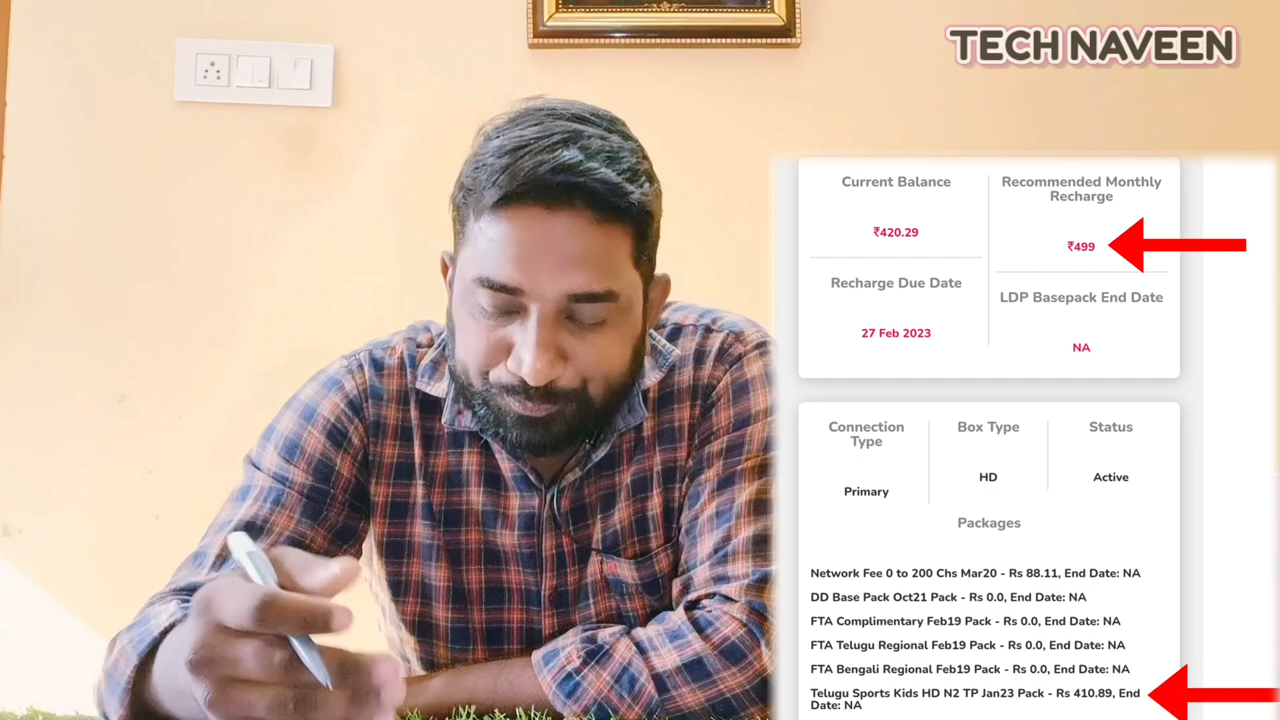 TECH NAVEEN
Current Balance
₹420.29
Recommended Monthly
Recharge
₹499
Recharge Due Date
27 Feb 2023
LDP Basepack End Date
NA
Connection
Type
Primary
Box Type
HD
Status
Active
Packages
Network Fee 0 to 200 Chs Mar20 - Rs 88.11, End Date: NA
DD Base Pack Oct21 Pack - Rs 0.0, End Date: NA
FTA Complimentary Feb19 Pack - Rs 0.0, End Date: NA
FTA Telugu Regional Feb19 Pack - Rs 0.0, End Date: NA
FTA Bengali Regional Feb19 Pack - Rs 0.0, End Date: NA
Telugu Sports Kids HD N2 TP Jan23 Pack - Rs 410.89, End
Date: NA